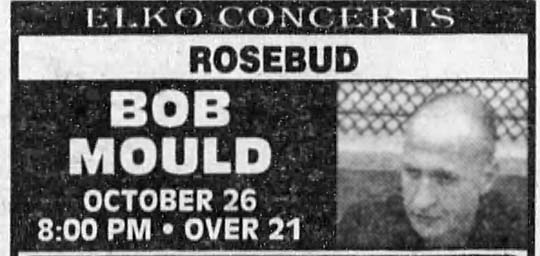 ELKO CONCERTS
ROSEBUD
BOB
MOULD
OCTOBER 26
8:00 PM • OVER 21